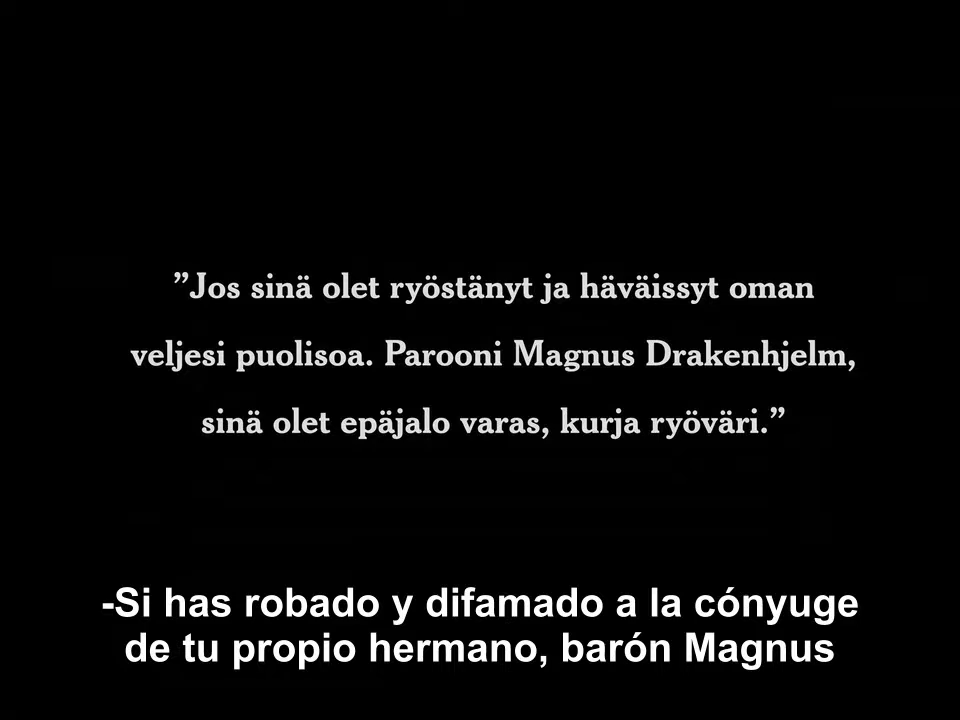 ”Jos sinä olet ryöstänyt ja häväissyt oman
veljesi puolisoa. Parooni Magnus Drakenhjelm,
sinä olet epäjalo varas, kurja ryöväri.”
-Si has robado y difamado a la cónyuge
de tu propio hermano, barón Magnus